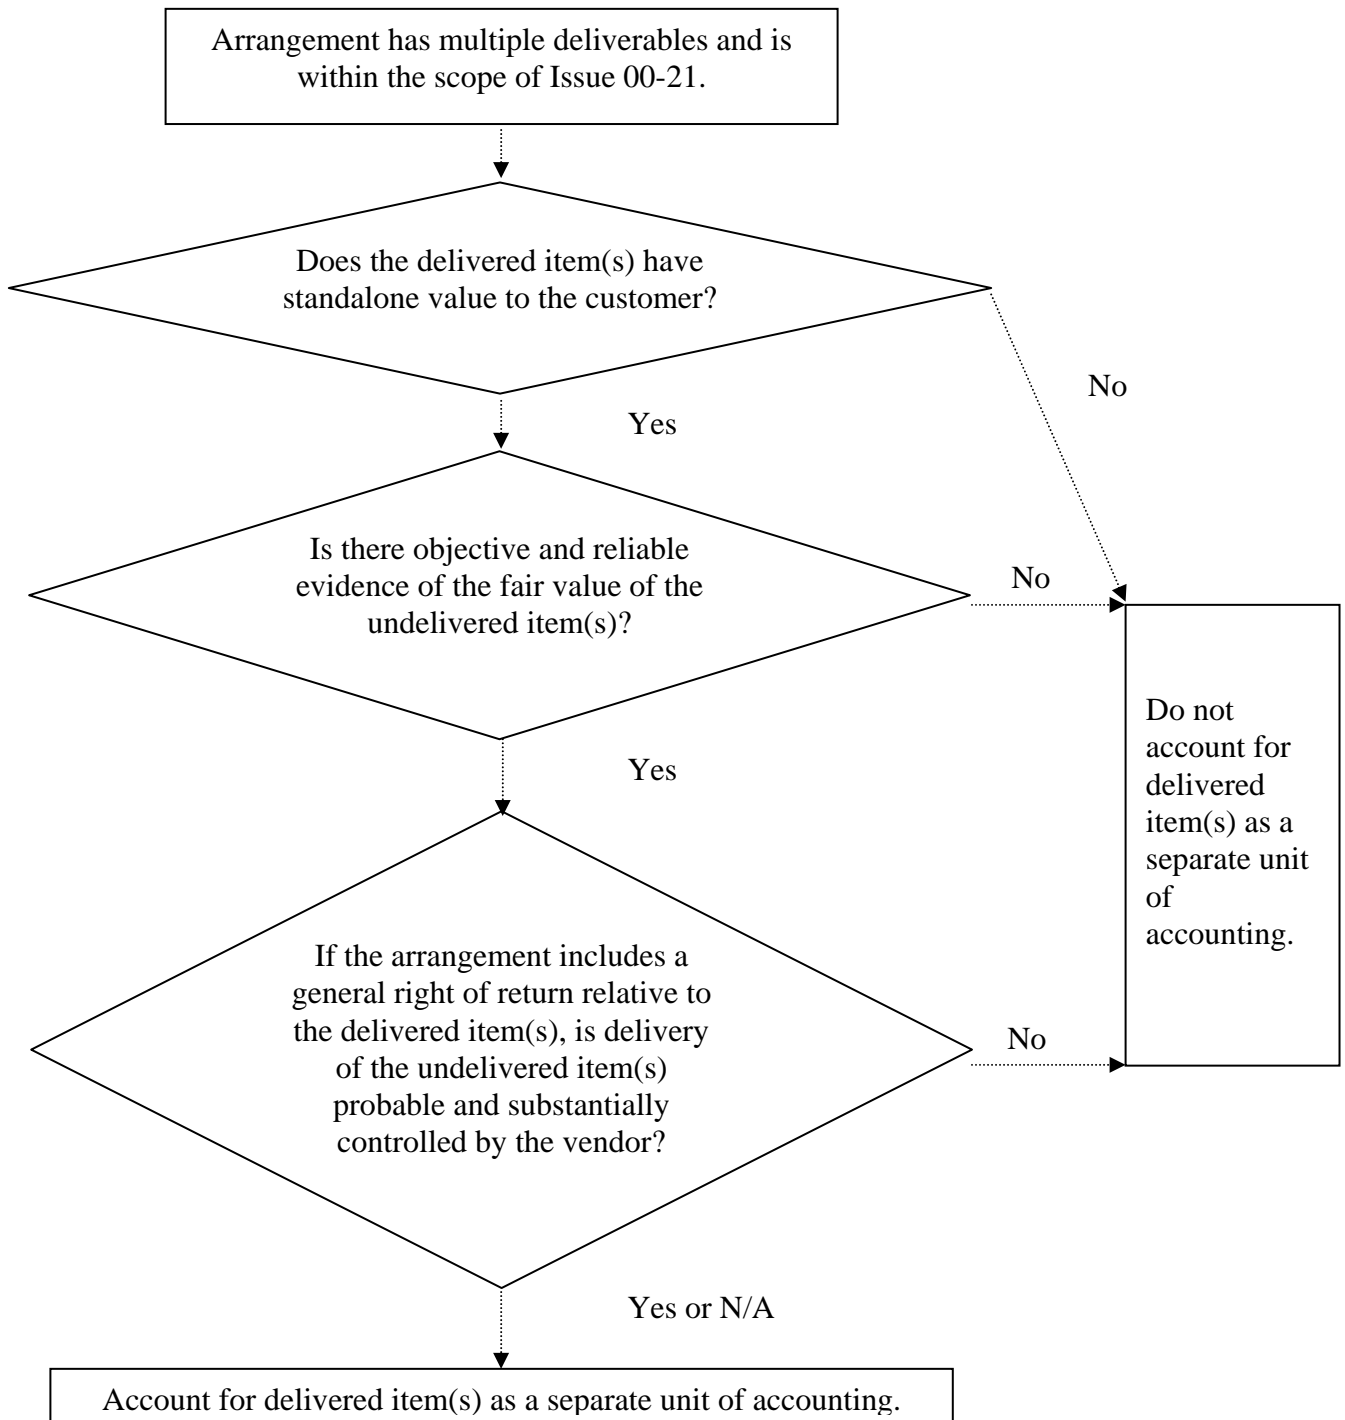 Arrangement has multiple deliverables and is
within the scope of Issue 00-21.
Does the delivered item(s) have
standalone value to the customer?
No
Yes
Is there objective and reliable
evidence of the fair value of the
undelivered item(s)?
No
Do not
account for
delivered
item(s) as a
separate unit
of
accounting.
Yes
If the arrangement includes a
general right of return relative to
the delivered item(s), is delivery
of the undelivered item(s)
probable and substantially
controlled by the vendor?
No
Yes or N/A
Account for delivered item(s) as a separate unit of accounting.